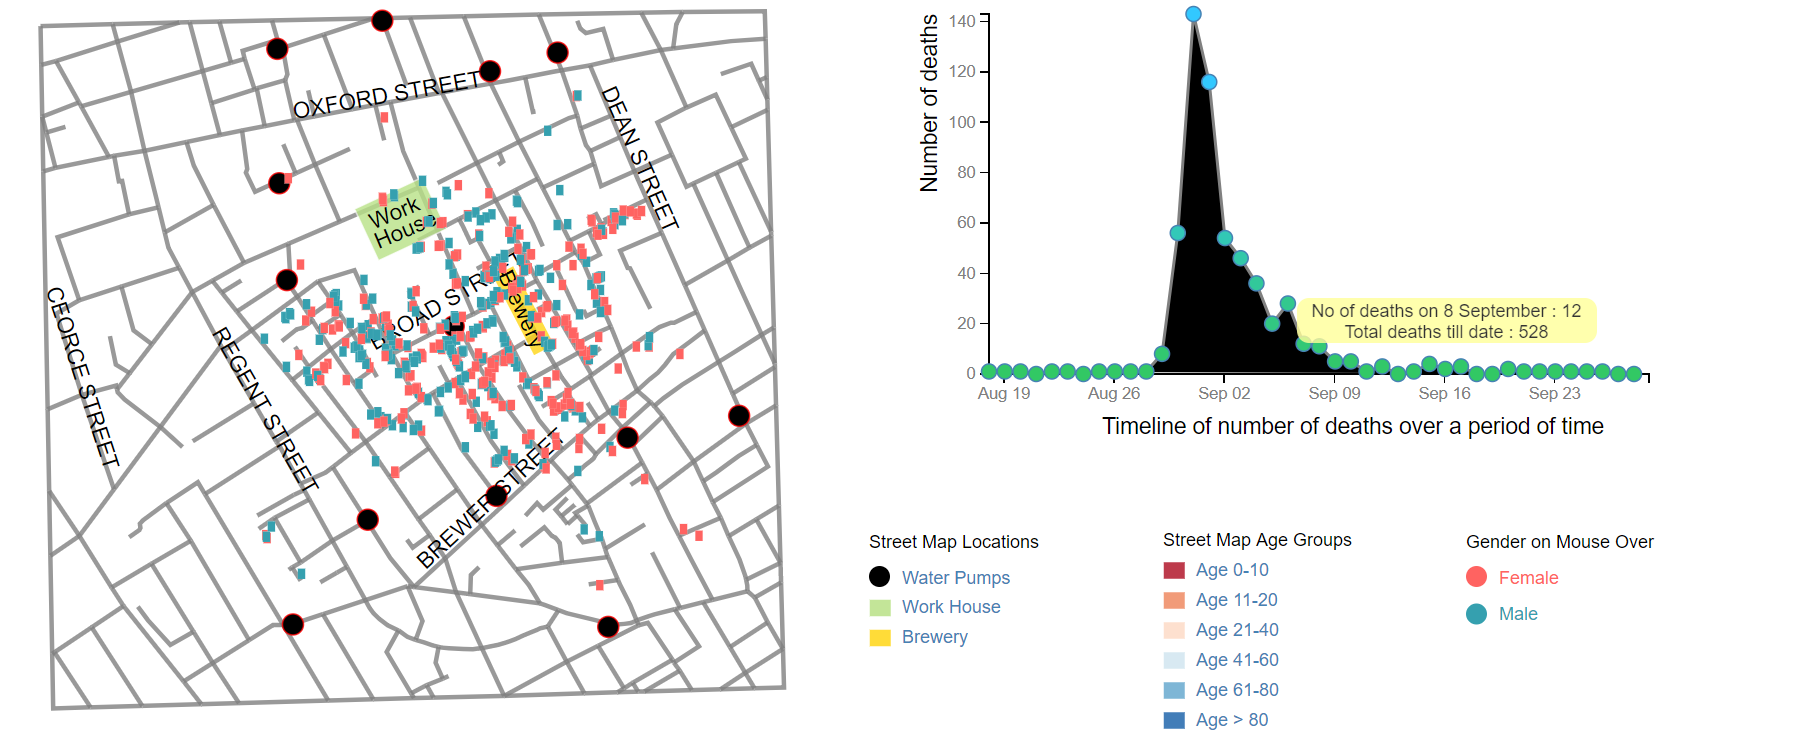 OXFORD STREET
DEAN STREET
Work
House
BROAD STREET
Brewery
GEORGE STREET
REGENT STREET
BREWER STREET
Number of deaths
140
120
100
80
60
40
20
0
No of deaths on 8 September : 12
Total deaths till date : 528
Aug 19 Aug 26 Sep 02 Sep 09 Sep 16 Sep 23
Timeline of number of deaths over a period of time
Street Map Locations
Water Pumps
Work House
Brewery
Street Map Age Groups
Age 0-10
Age 11-20
Age 21-40
Age 41-60
Age 61-80
Age > 80
Gender on Mouse Over
Female
Male